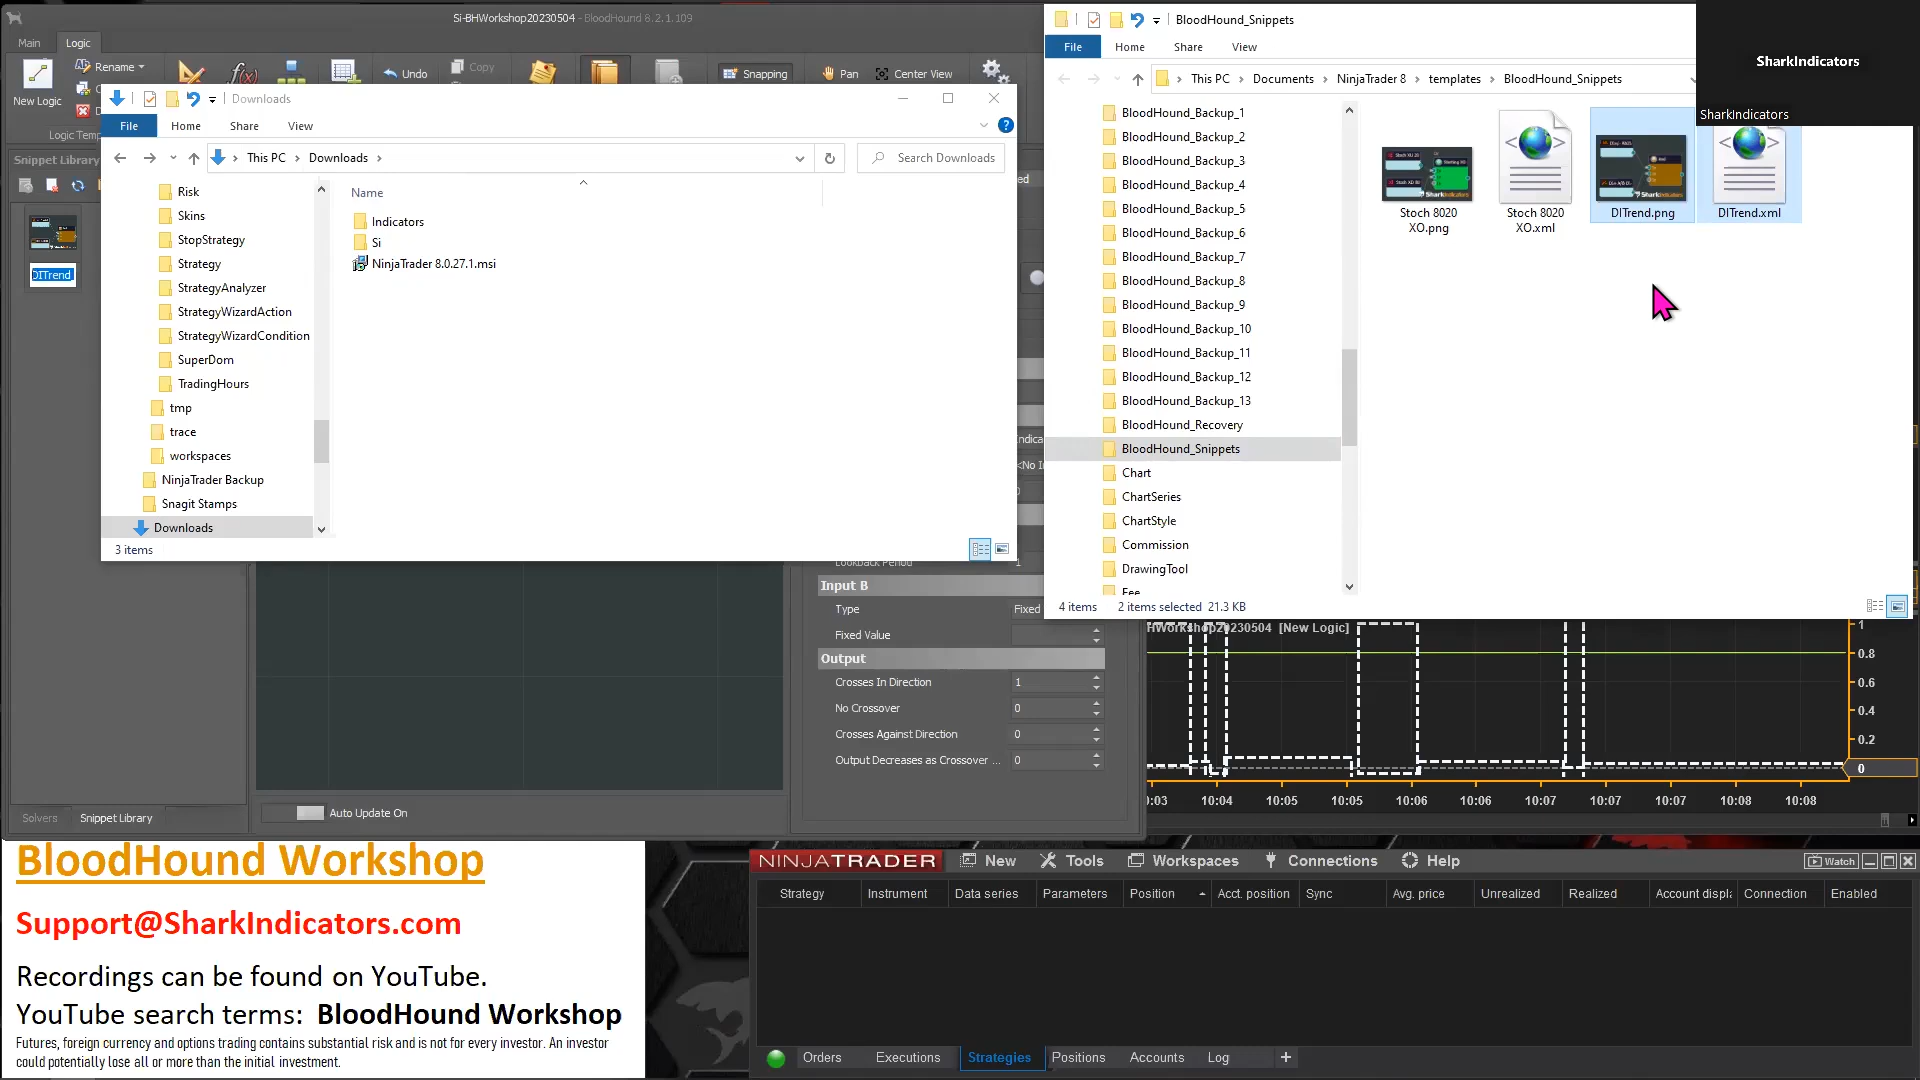 Si-BHWorkshop20230504 - BloodHound 6.2.1.109
Main
Logic
New Logic
Rename
Undo
Copy
Snapping
Pan
Center View
Logic Temp
Snippet Library
DITrend
Downloads
File
Home
Share
View
This PC > Downloads >
Search Downloads
Risk
Skins
StopStrategy
Strategy
StrategyAnalyzer
StrategyWizardAction
StrategyWizardCondition
SuperDom
TradingHours
tmp
trace
workspaces
NinjaTrader Backup
Snagit Stamps
Downloads
Name
Indicators
Si
NinjaTrader 8.0.27.1.msi
3 items
BloodHound_Snippets
File
Home
Share
View
This PC > Documents > NinjaTrader 8 > templates > BloodHound_Snippets
BloodHound_Backup_1
BloodHound_Backup_2
BloodHound_Backup_3
BloodHound_Backup_4
BloodHound_Backup_5
BloodHound_Backup_6
BloodHound_Backup_7
BloodHound_Backup_8
BloodHound_Backup_9
BloodHound_Backup_10
BloodHound_Backup_11
BloodHound_Backup_12
BloodHound_Backup_13
BloodHound_Recovery
BloodHound_Snippets
Chart
ChartSeries
ChartStyle
Commission
DrawingTool
Fee
Stoch 8020
XO.png
Stoch 8020
XO.xml
DITrend.png
DITrend.xml
4 items 2 items selected 21.3 KB
SharkIndicators
SharkIndicators
Lookback Period 1
Input B
Type Fixed
Fixed Value
Output
Crosses In Direction 1
No Crossover 0
Crosses Against Direction 0
Output Decreases as Crossover ... 0
Solvers
Snippet Library
Auto Update On
HWorkshop20230504 [New Logic]
1
0.8
0.6
0.4
0.2
0
:03 10:04 10:05 10:05 10:06 10:06 10:07 10:07 10:07 10:08 10:08
BloodHound Workshop
Support@SharkIndicators.com
Recordings can be found on YouTube.
YouTube search terms: BloodHound Workshop
Futures, foreign currency and options trading contains substantial risk and is not for every investor. An investor
could potentially lose all or more than the initial investment.
NINJATRADER New Tools Workspaces Connections Help
Watch
Strategy Instrument Data series Parameters Position Acct. position Sync Avg. price Unrealized Realized Account displ Connection Enabled
Orders Executions Strategies Positions Accounts Log +